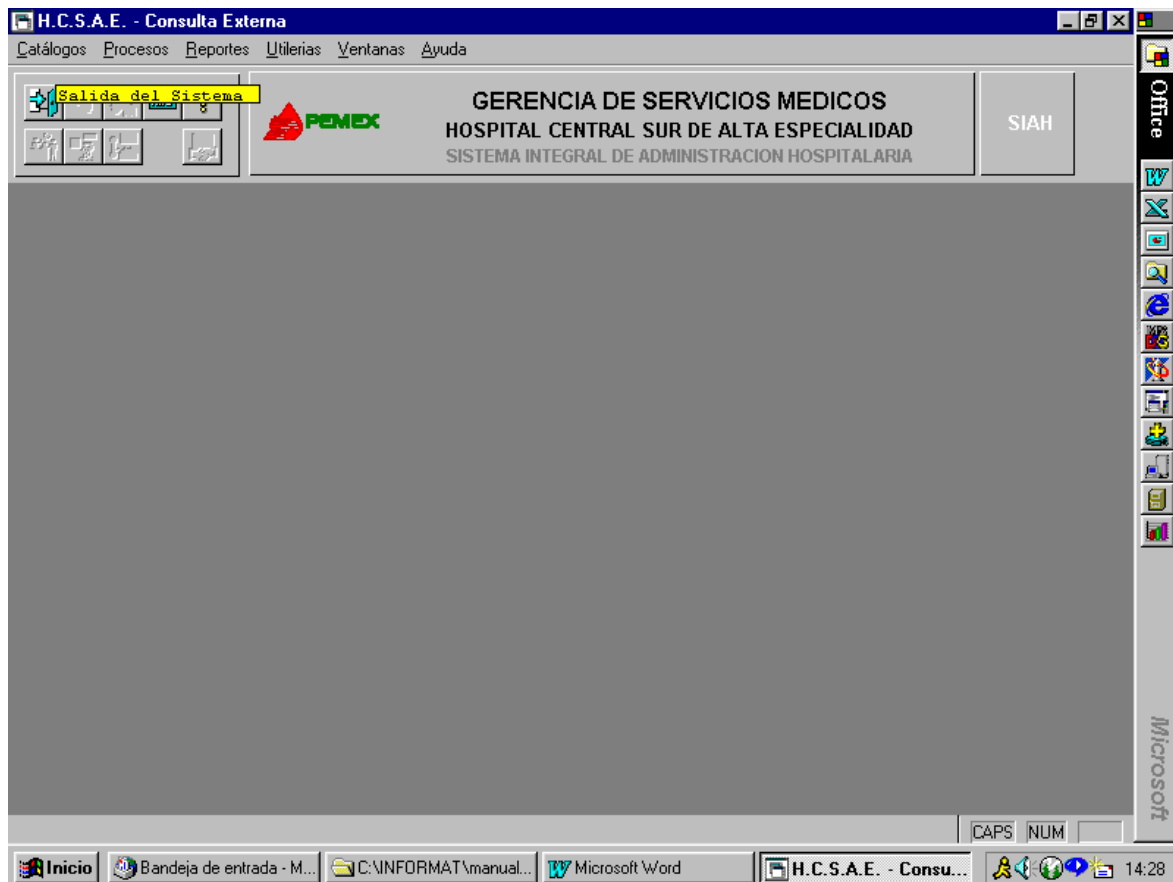 H.C.S.A.E. - Consulta Externa
Catálogos Procesos Reportes Utilerias Ventanas Ayuda
Salida del Sistema
PEMEX
GERENCIA DE SERVICIOS MEDICOS
HOSPITAL CENTRAL SUR DE ALTA ESPECIALIDAD
SISTEMA INTEGRAL DE ADMINISTRACION HOSPITALARIA
SIAH
Office
Microsoft
CAPS NUM
Inicio Bandeja de entrada - M... C:\INFORMAT\manual... Microsoft Word H.C.S.A.E. - Consu... 14:28